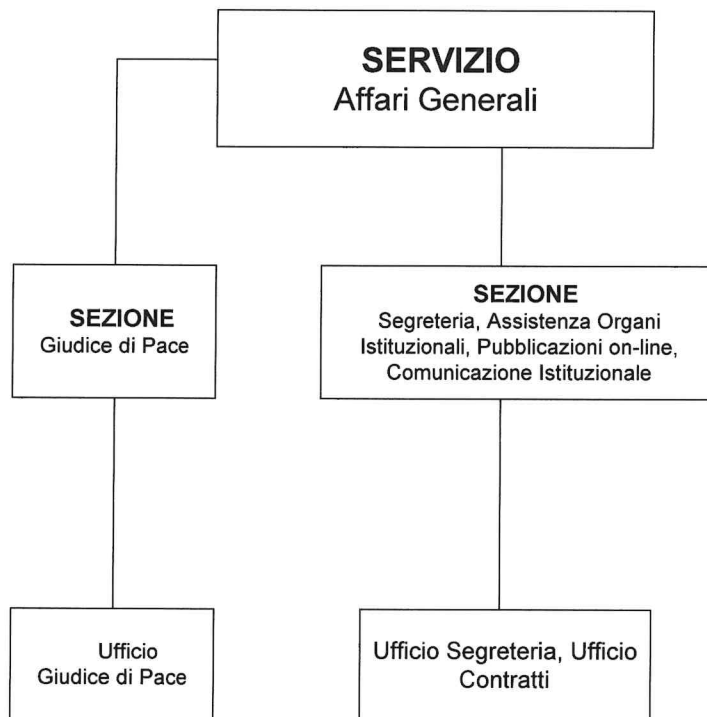 SERVIZIO
Affari Generali
SEZIONE
Giudice di Pace
SEZIONE
Segreteria, Assistenza Organi
Istituzionali, Pubblicazioni on-line,
Comunicazione Istituzionale
Ufficio
Giudice di Pace
Ufficio Segreteria, Ufficio
Contratti